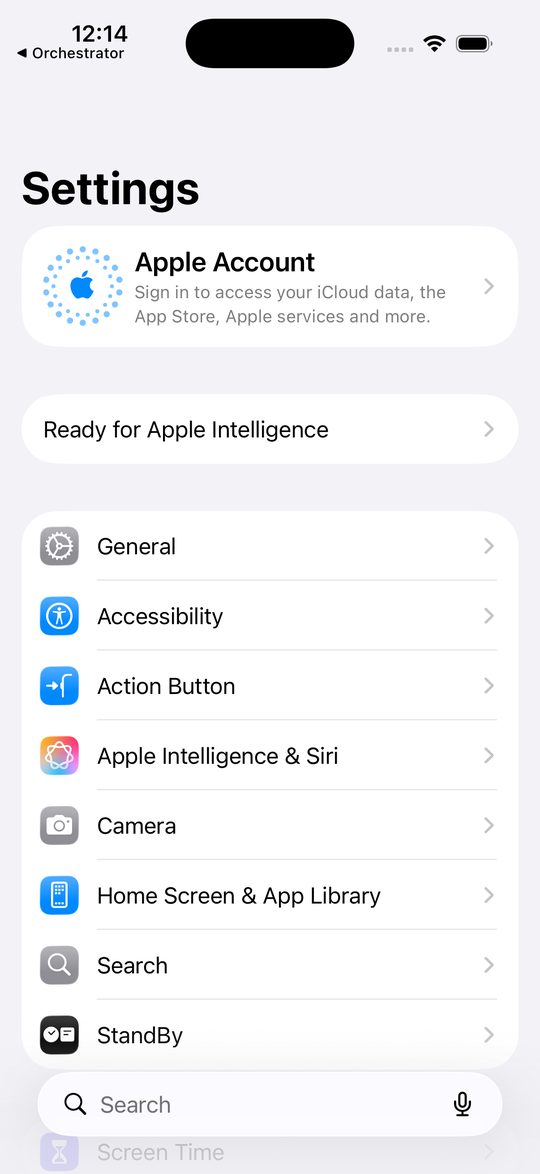 12:14
◀ Orchestrator
Settings
Apple Account
Sign in to access your iCloud data, the
App Store, Apple services and more.
Ready for Apple Intelligence
General
Accessibility
Action Button
Apple Intelligence & Siri
Camera
Home Screen & App Library
Search
StandBy
Search
Screen Time